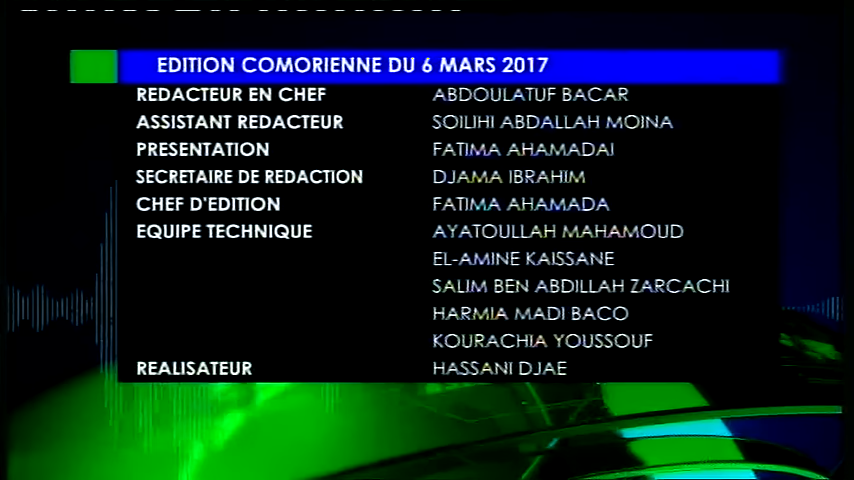 EDITION COMORIENNE DU 6 MARS 2017
REDACTEUR EN CHEF ABDOULATUF BACAR
ASSISTANT REDACTEUR SOILIHI ABDALLAH MOINA
PRESENTATION FATIMA AHAMADAI
SECRETAIRE DE REDACTION DJAMA IBRAHIM
CHEF D'EDITION FATIMA AHAMADA
EQUIPE TECHNIQUE AYATOULLAH MAHAMOUD
EL-AMINE KAISSANE
SALIM BEN ABDILLAH ZARCACHI
HARMIA MADI BACO
KOURACHIA YOUSSOUF
REALISATEUR HASSANI DJAE